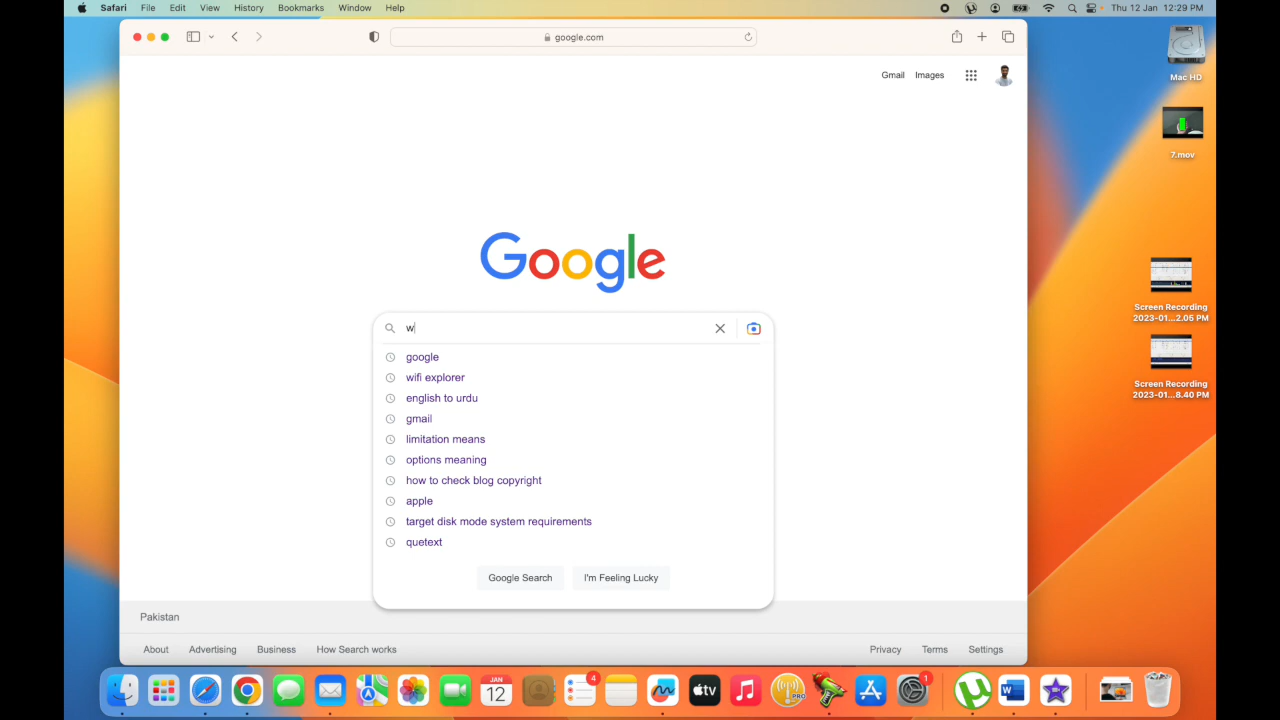 Safari File Edit View History Bookmarks Window Help Thu 12 Jan 12:29 PM
google.com
Gmail Images
Mac HD
7.mov
Google
w
google
wifi explorer
english to urdu
gmail
limitation means
options meaning
how to check blog copyright
apple
target disk mode system requirements
quetext
Google Search I'm Feeling Lucky
Screen Recording
2023-01...2.05 PM
Screen Recording
2023-01...8.40 PM
Pakistan
About Advertising Business How Search works Privacy Terms Settings
JAN
12
4
tv
PRO
1
W